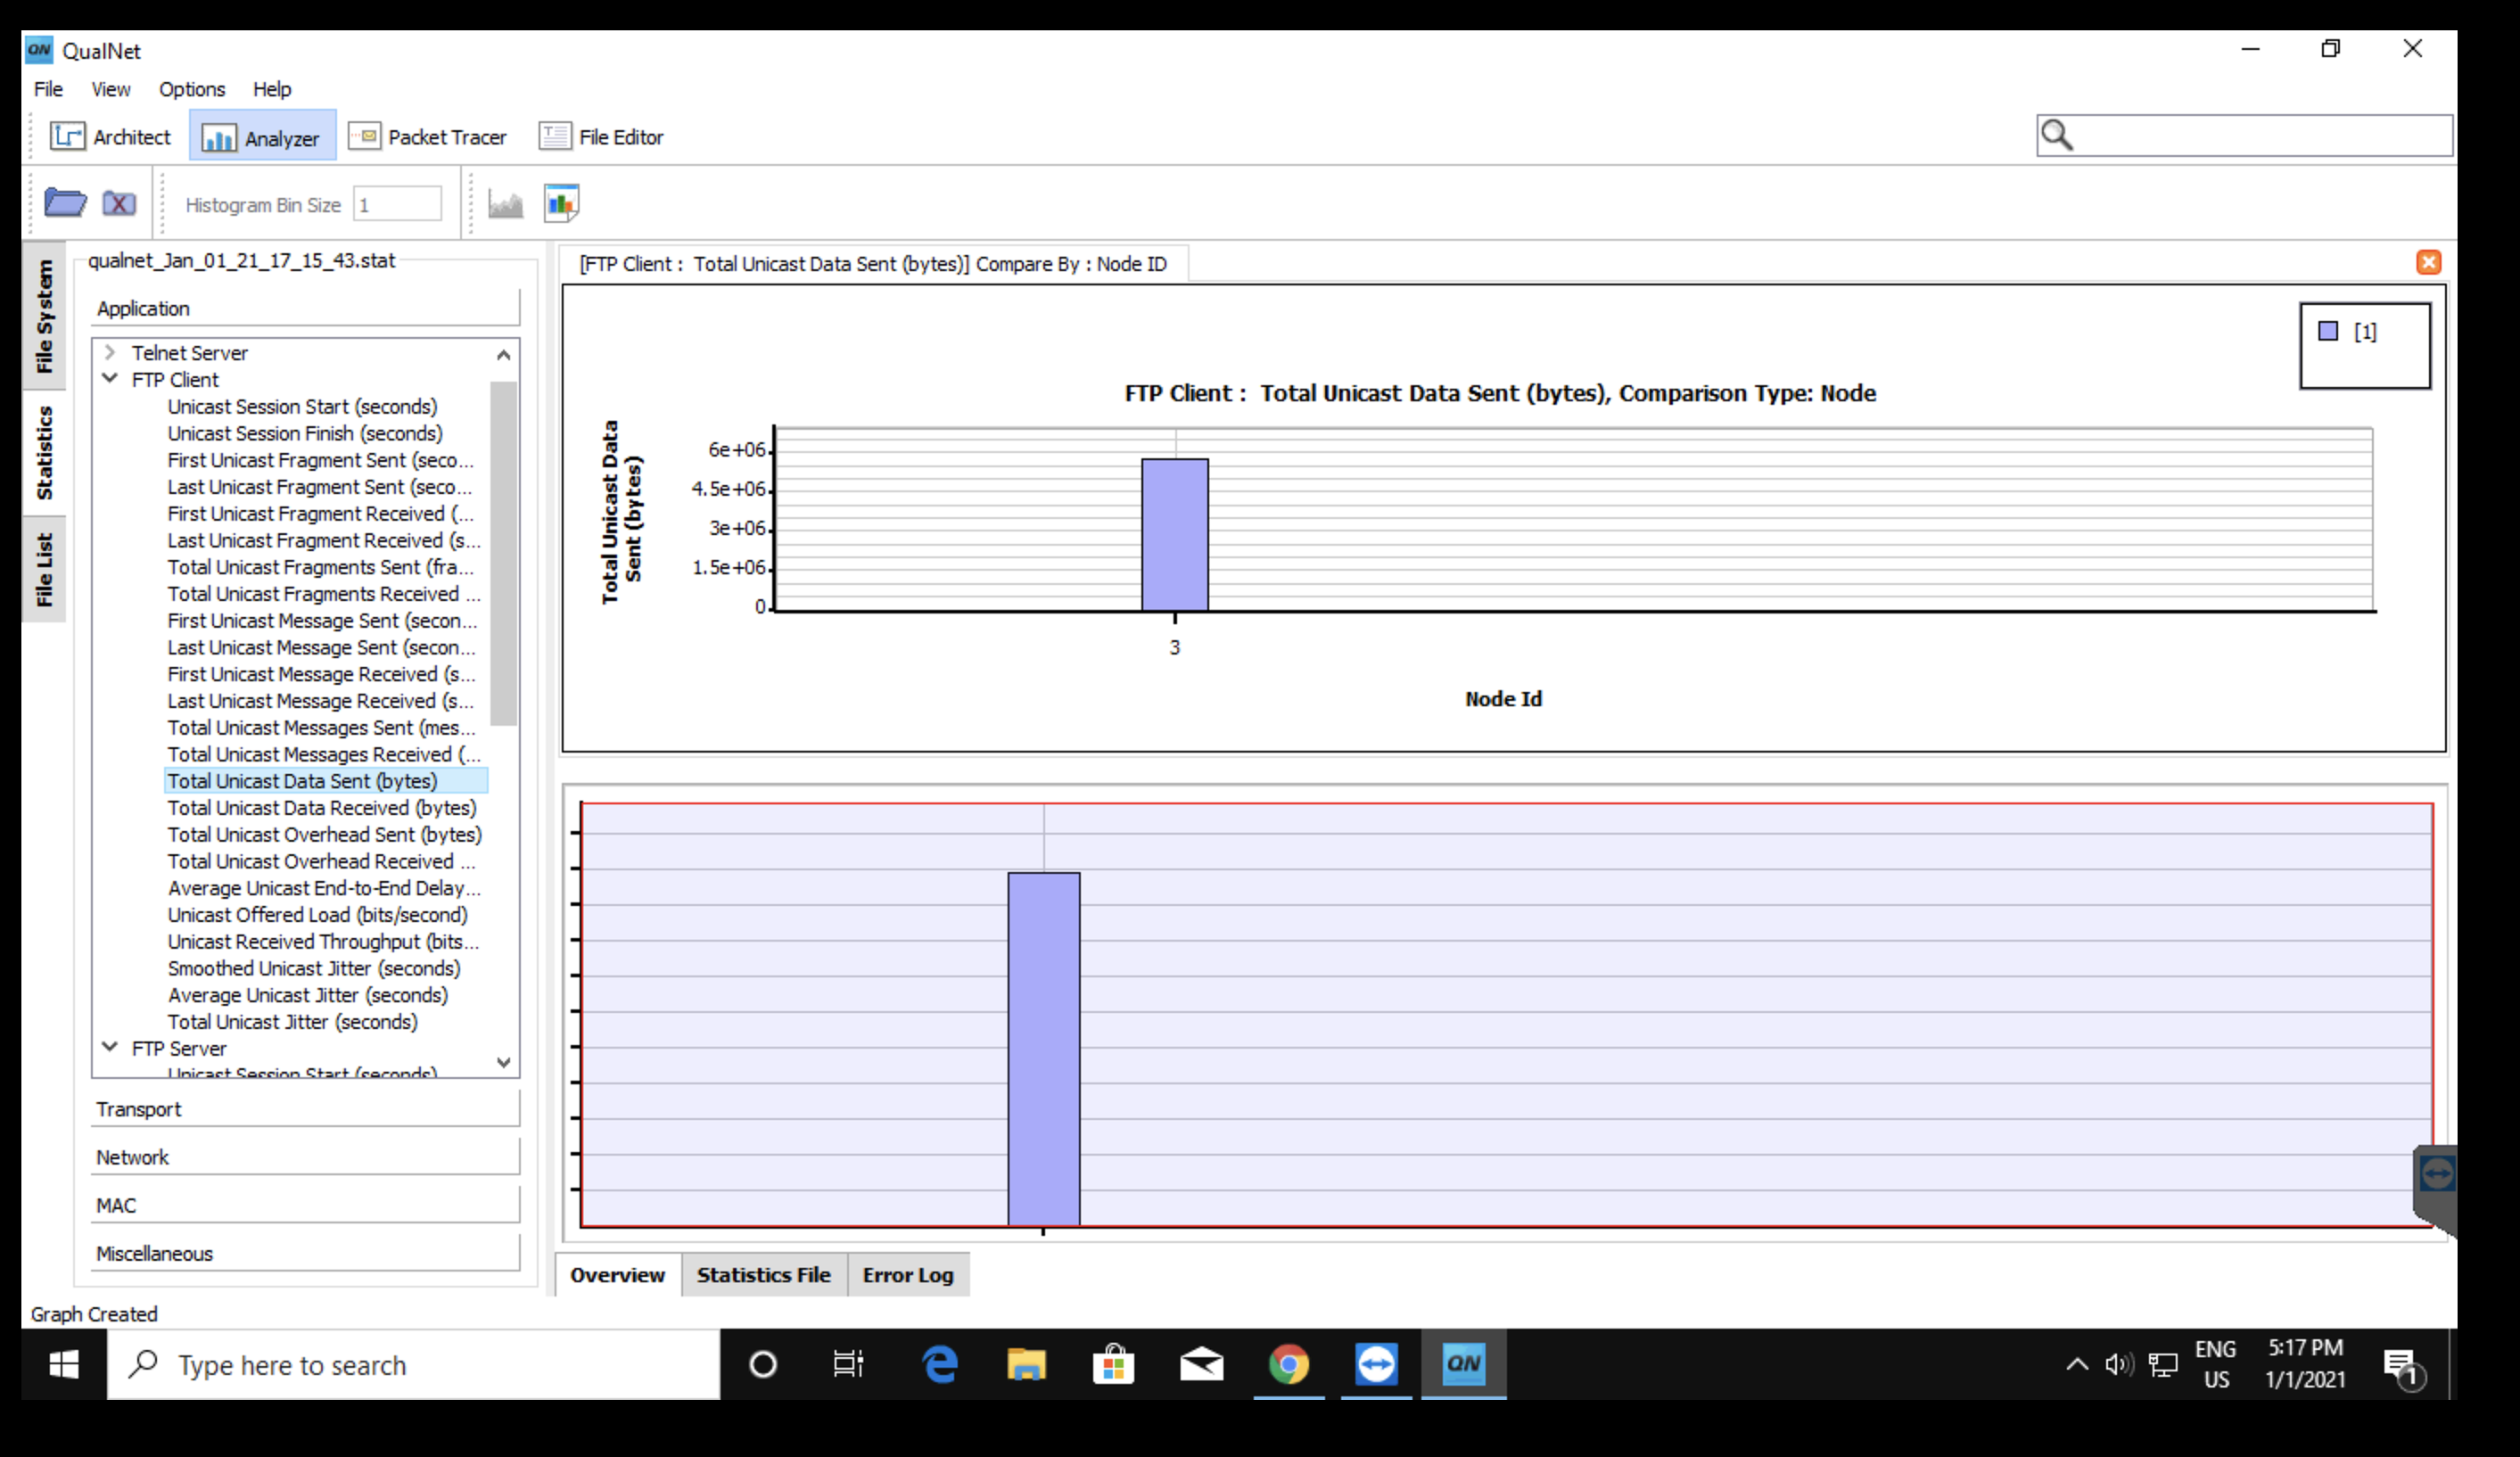 QualNet
File View Options Help
Architect Analyzer Packet Tracer File Editor
Histogram Bin Size 1
File System
Statistics
File List
qualnet_Jan_01_21_17_15_43.stat
Application
Telnet Server
FTP Client
Unicast Session Start (seconds)
Unicast Session Finish (seconds)
First Unicast Fragment Sent (seco...
Last Unicast Fragment Sent (seco...
First Unicast Fragment Received (...
Last Unicast Fragment Received (s...
Total Unicast Fragments Sent (fra...
Total Unicast Fragments Received ...
First Unicast Message Sent (secon...
Last Unicast Message Sent (secon...
First Unicast Message Received (s...
Last Unicast Message Received (s...
Total Unicast Messages Sent (mes...
Total Unicast Messages Received (...
Total Unicast Data Sent (bytes)
Total Unicast Data Received (bytes)
Total Unicast Overhead Sent (bytes)
Total Unicast Overhead Received ...
Average Unicast End-to-End Delay...
Unicast Offered Load (bits/second)
Unicast Received Throughput (bits...
Smoothed Unicast Jitter (seconds)
Average Unicast Jitter (seconds)
Total Unicast Jitter (seconds)
FTP Server
Unicast Session Start (seconds)
Transport
Network
MAC
Miscellaneous
Graph Created
[FTP Client : Total Unicast Data Sent (bytes)] Compare By : Node ID
[1]
FTP Client : Total Unicast Data Sent (bytes), Comparison Type: Node
Total Unicast Data
Sent (bytes)
6e+06
4.5e+06
3e+06
1.5e+06
0
3
Node Id
Overview Statistics File Error Log
Type here to search
QN
ENG
US
5:17 PM
1/1/2021
1